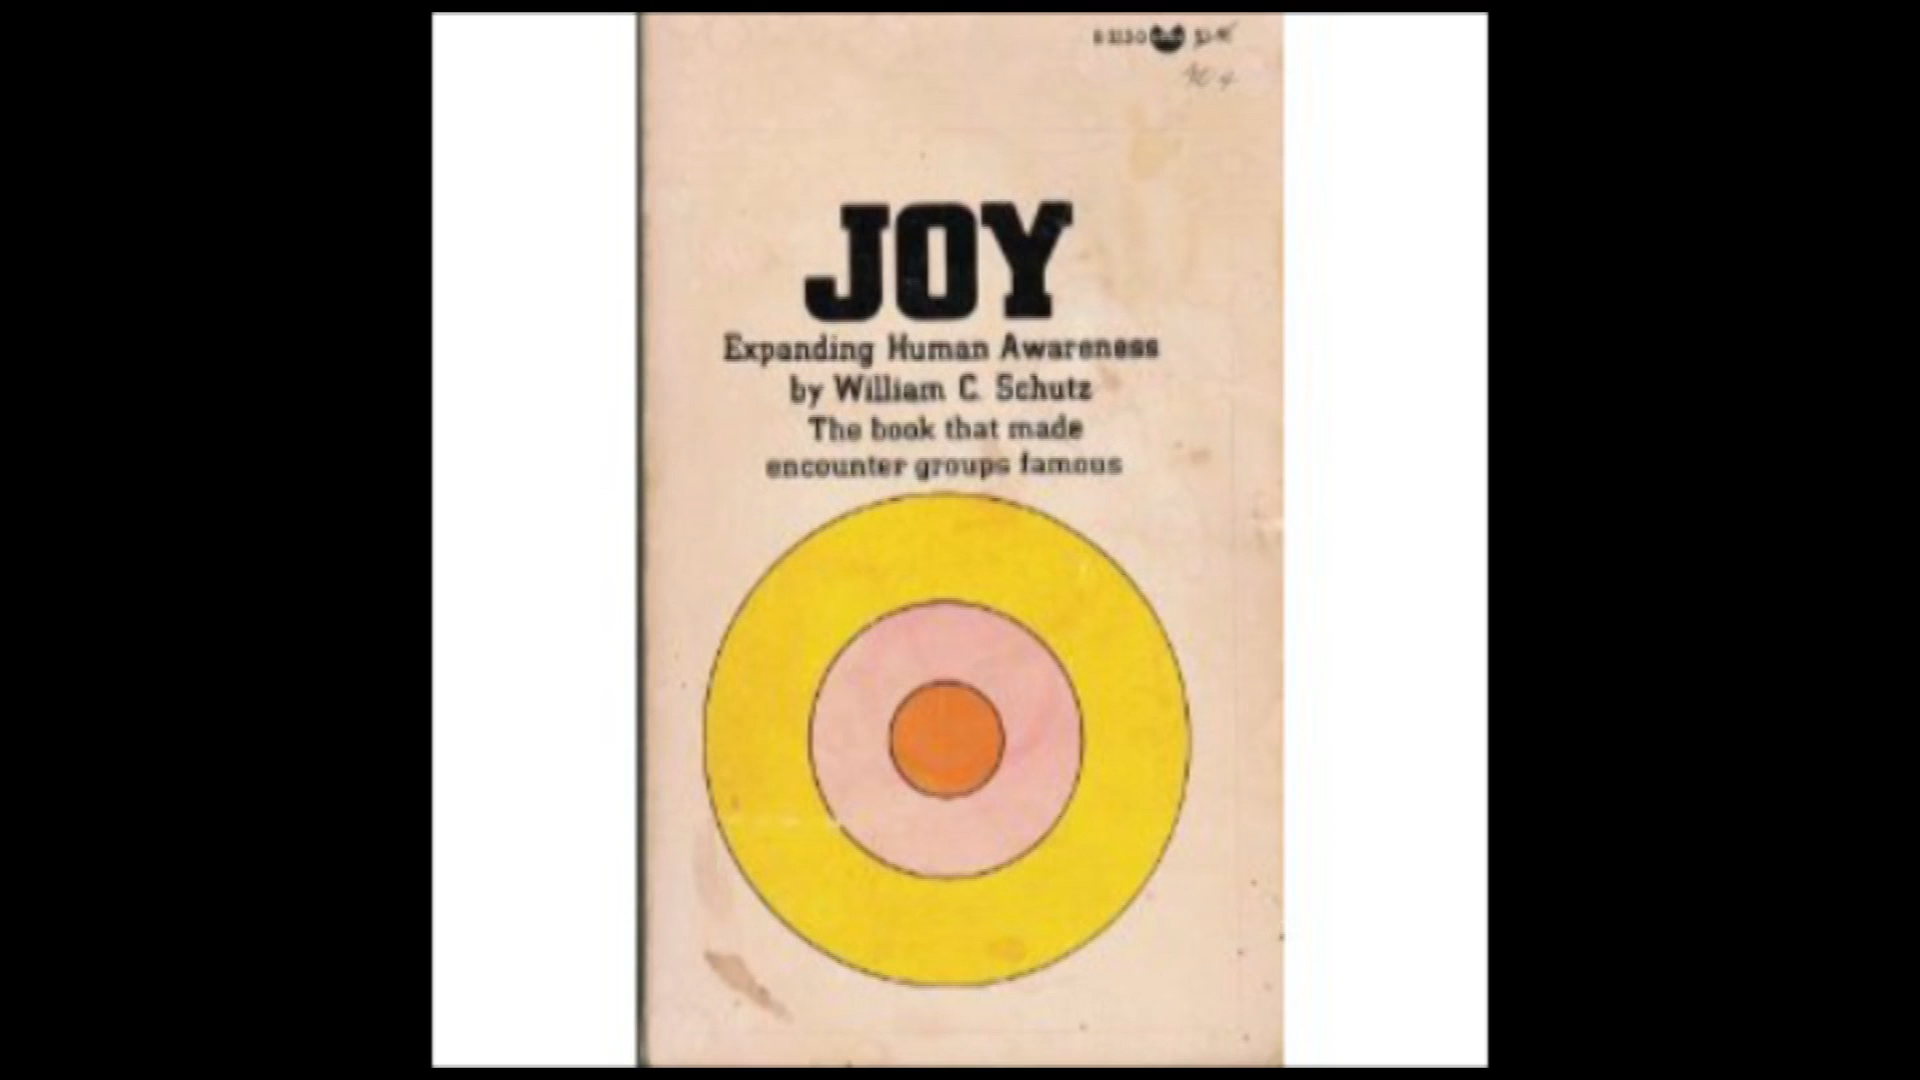 JOY
Expanding Human Awareness
by William C. Schutz
The book that made
encounter groups famous